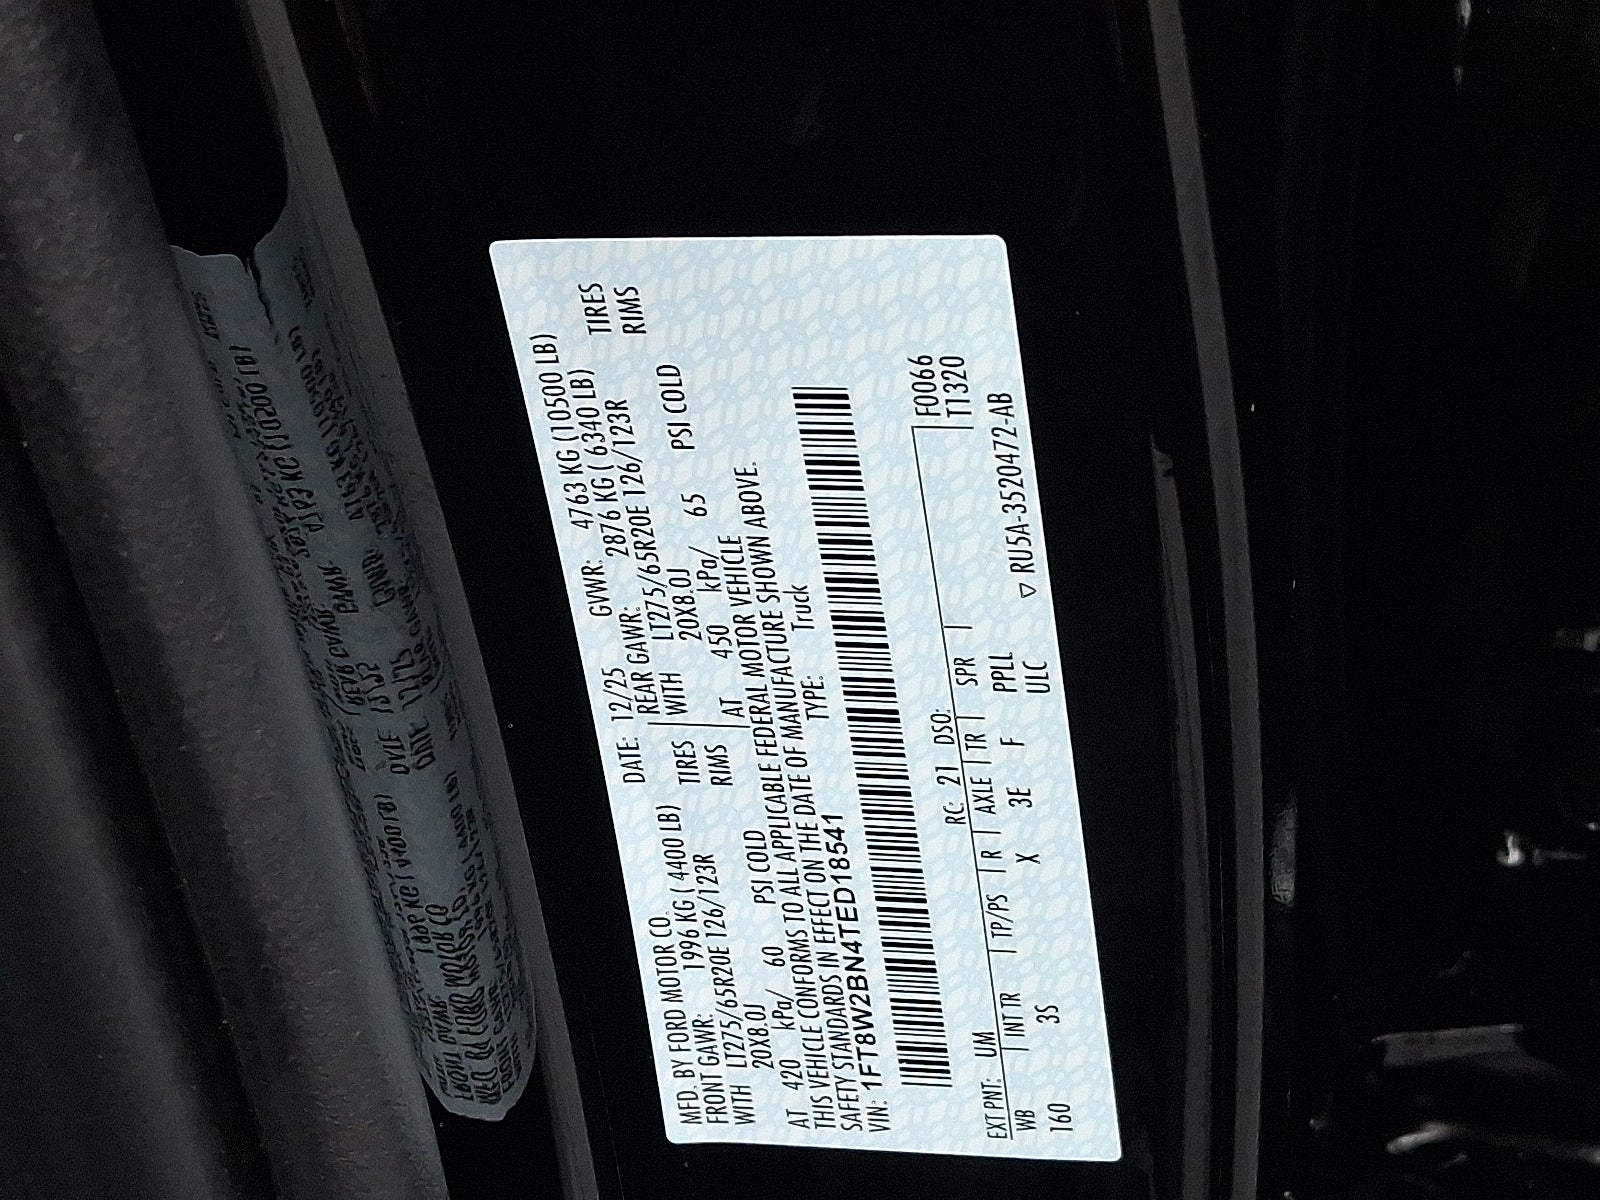 MFD. BY FORD MOTOR CO.
DATE: 12/25 GVWR: 4763 KG (10500 LB)
FRONT GAWR: 1996 KG (4400 LB) REAR GAWR: 2876 KG (6340 LB)
WITH LT275/65R20E 126/123R TIRES WITH LT275/65R20E 126/123R TIRES
20X8.0J RIMS 20X8.0J RIMS
AT 420 kPa/ 60 PSI COLD AT 450 kPa/ 65 PSI COLD
THIS VEHICLE CONFORMS TO ALL APPLICABLE FEDERAL MOTOR VEHICLE
SAFETY STANDARDS IN EFFECT ON THE DATE OF MANUFACTURE SHOWN ABOVE.
VIN: 1FT8W2BN4TED18541 TYPE: Truck
EXT PNT: UM RC: 21 DSO: F0066
WB INT TR TP/PS R AXLE TR SPR T1320
160 3S X 3E F PPLL
ULC ▽ RU5A-3520472-AB